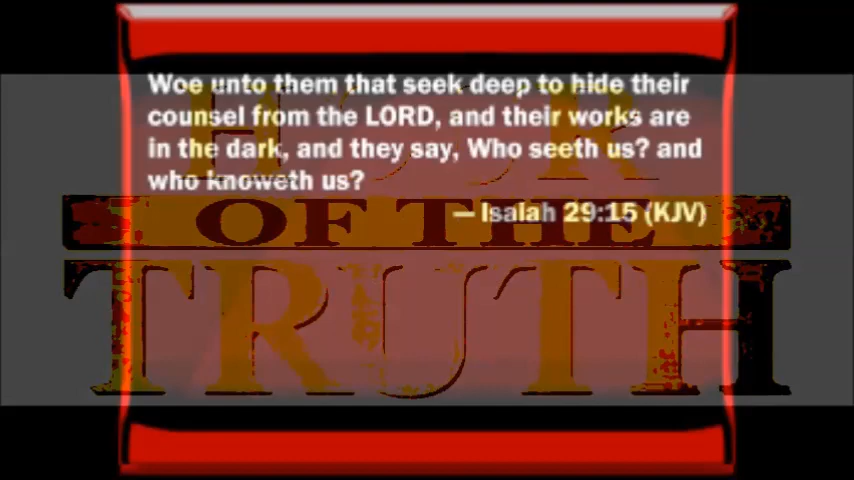 Woe unto them that seek deep to hide their
counsel from the LORD, and their works are
in the dark, and they say, Who seeth us? and
who knoweth us?
— Isaiah 29:15 (KJV)
HOUR
OF THE
TRUTH